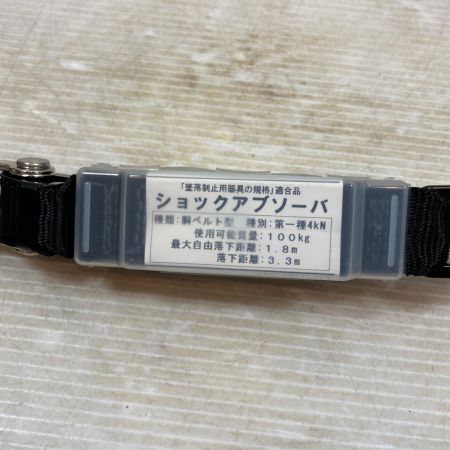 「墜落制止用器具の規格」適合品
ショックアブソーバ
種類：胴ベルト型　種別：第一種4kN
使用可能質量：100kg
最大自由落下距離：1.8m
落下距離：3.3m